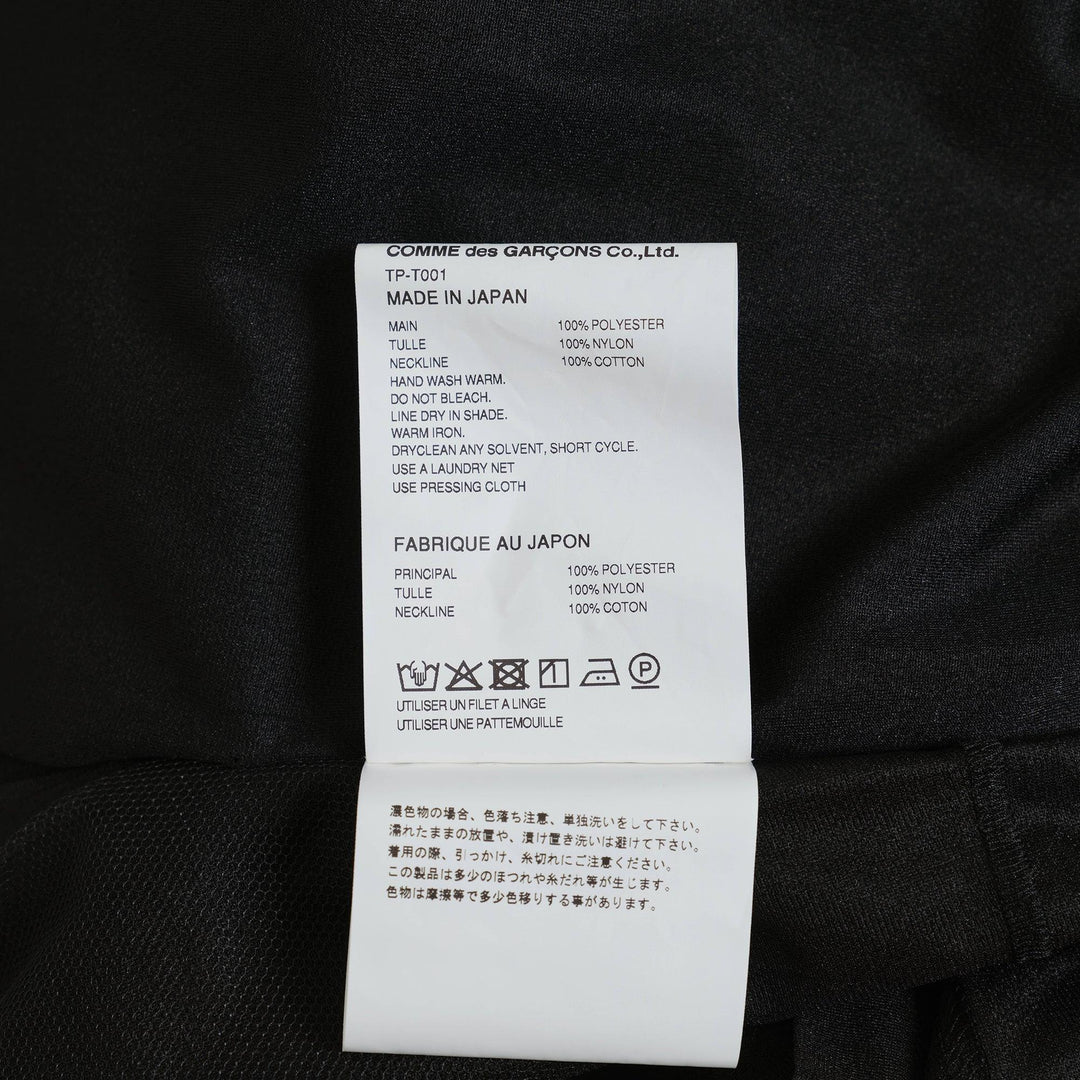 COMME des GARÇONS Co.,Ltd.
TP-T001
MADE IN JAPAN
MAIN 100% POLYESTER
TULLE 100% NYLON
NECKLINE 100% COTTON
HAND WASH WARM.
DO NOT BLEACH.
LINE DRY IN SHADE.
WARM IRON.
DRYCLEAN ANY SOLVENT, SHORT CYCLE.
USE A LAUNDRY NET
USE PRESSING CLOTH
FABRIQUE AU JAPON
PRINCIPAL 100% POLYESTER
TULLE 100% NYLON
NECKLINE 100% COTON
P
UTILISER UN FILET A LINGE
UTILISER UNE PATTEMOUILLE
濃色物の場合、色落ち注意、単独洗いをして下さい。
濡れたままの放置や、漬け置き洗いは避けて下さい。
着用の際、引っかけ、糸切れにご注意ください。
この製品は多少のほつれや糸だれ等が生じます。
色物は摩擦等で多少色移りする事があります。